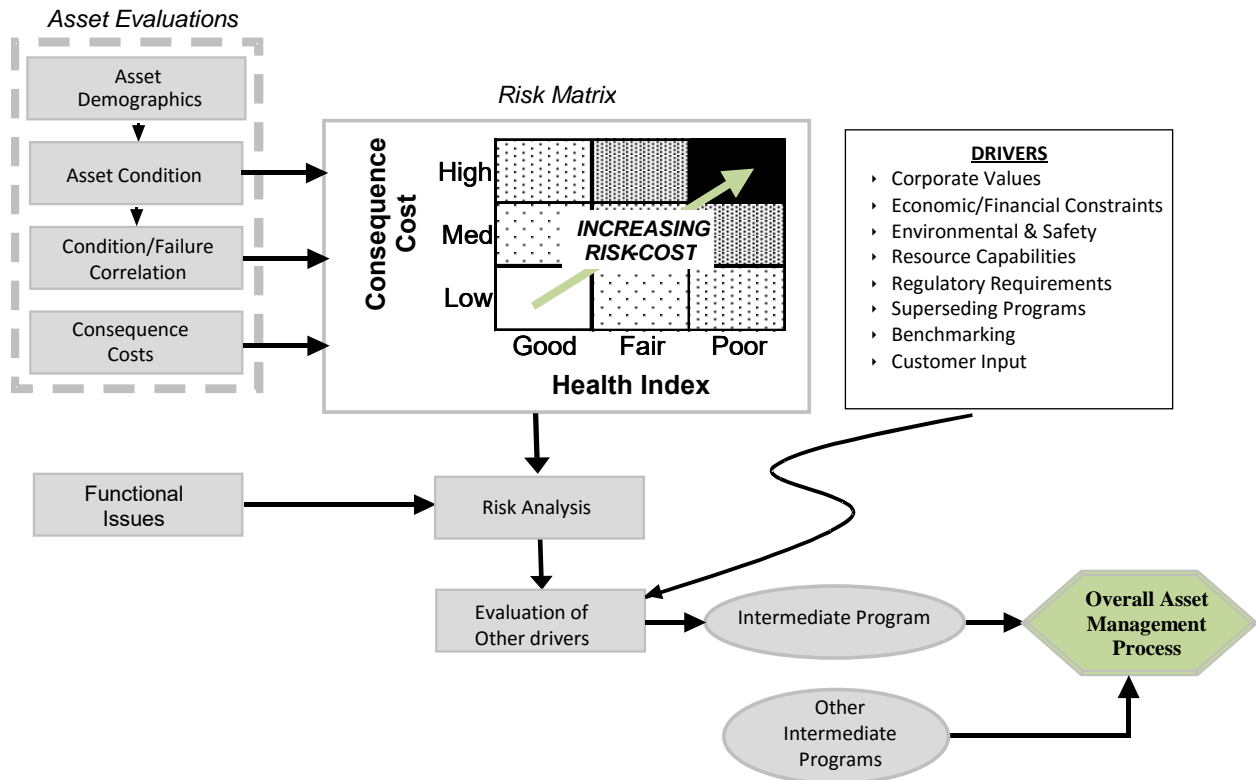 Asset Evaluations
Asset
Demographics
Asset Condition
Condition/Failure
Correlation
Consequence
Costs
Risk Matrix
Consequence
Cost
High
Med
Low
INCREASING
RISK-COST
Good Fair Poor
Health Index
DRIVERS
‣ Corporate Values
‣ Economic/Financial Constraints
‣ Environmental & Safety
‣ Resource Capabilities
‣ Regulatory Requirements
‣ Superseding Programs
‣ Benchmarking
‣ Customer Input
Functional
Issues
Risk Analysis
Evaluation of
Other drivers
Intermediate Program
Overall Asset
Management
Process
Other
Intermediate
Programs